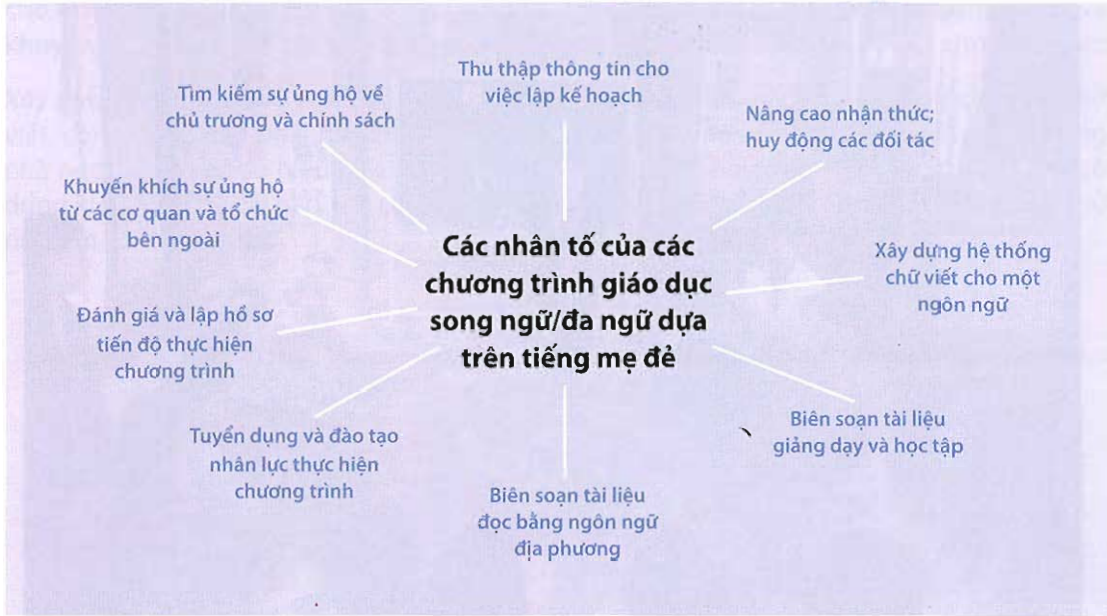 Thu thập thông tin cho
việc lập kế hoạch
Nâng cao nhận thức;
huy động các đối tác
Xây dựng hệ thống
chữ viết cho một
ngôn ngữ
Biên soạn tài liệu
giảng dạy và học tập
Biên soạn tài liệu
đọc bằng ngôn ngữ
địa phương
Tuyển dụng và đào tạo
nhân lực thực hiện
chương trình
Đánh giá và lập hồ sơ
tiến độ thực hiện
chương trình
Khuyến khích sự ủng hộ
từ các cơ quan và tổ chức
bên ngoài
Tìm kiếm sự ủng hộ về
chủ trương và chính sách
Các nhân tố của các
chương trình giáo dục
song ngữ/đa ngữ dựa
trên tiếng mẹ đẻ